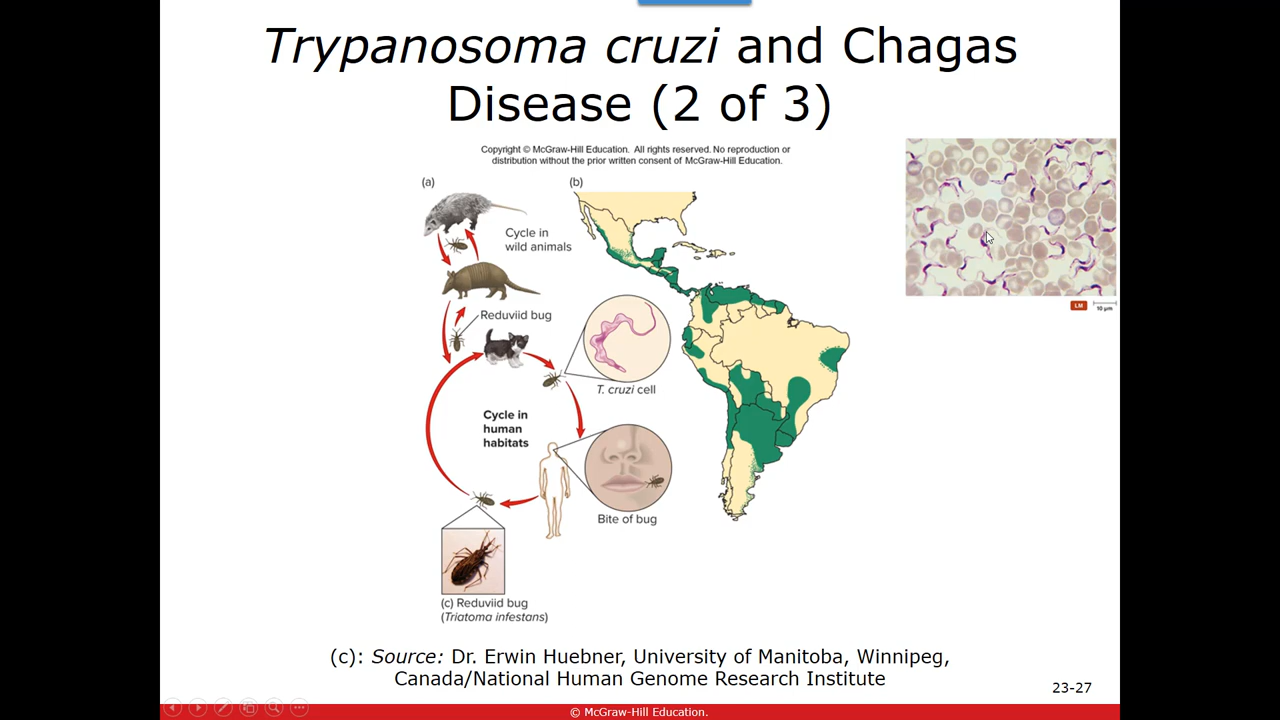 Trypanosoma cruzi and Chagas
Disease (2 of 3)
Copyright © McGraw-Hill Education. All rights reserved. No reproduction or
distribution without the prior written consent of McGraw-Hill Education.
(a)
(b)
Cycle in
wild animals
Reduviid bug
T. cruzi cell
Cycle in
human
habitats
Bite of bug
(c) Reduviid bug
(Triatoma infestans)
LM
10 μm
(c): Source: Dr. Erwin Huebner, University of Manitoba, Winnipeg,
Canada/National Human Genome Research Institute
23-27
© McGraw-Hill Education.